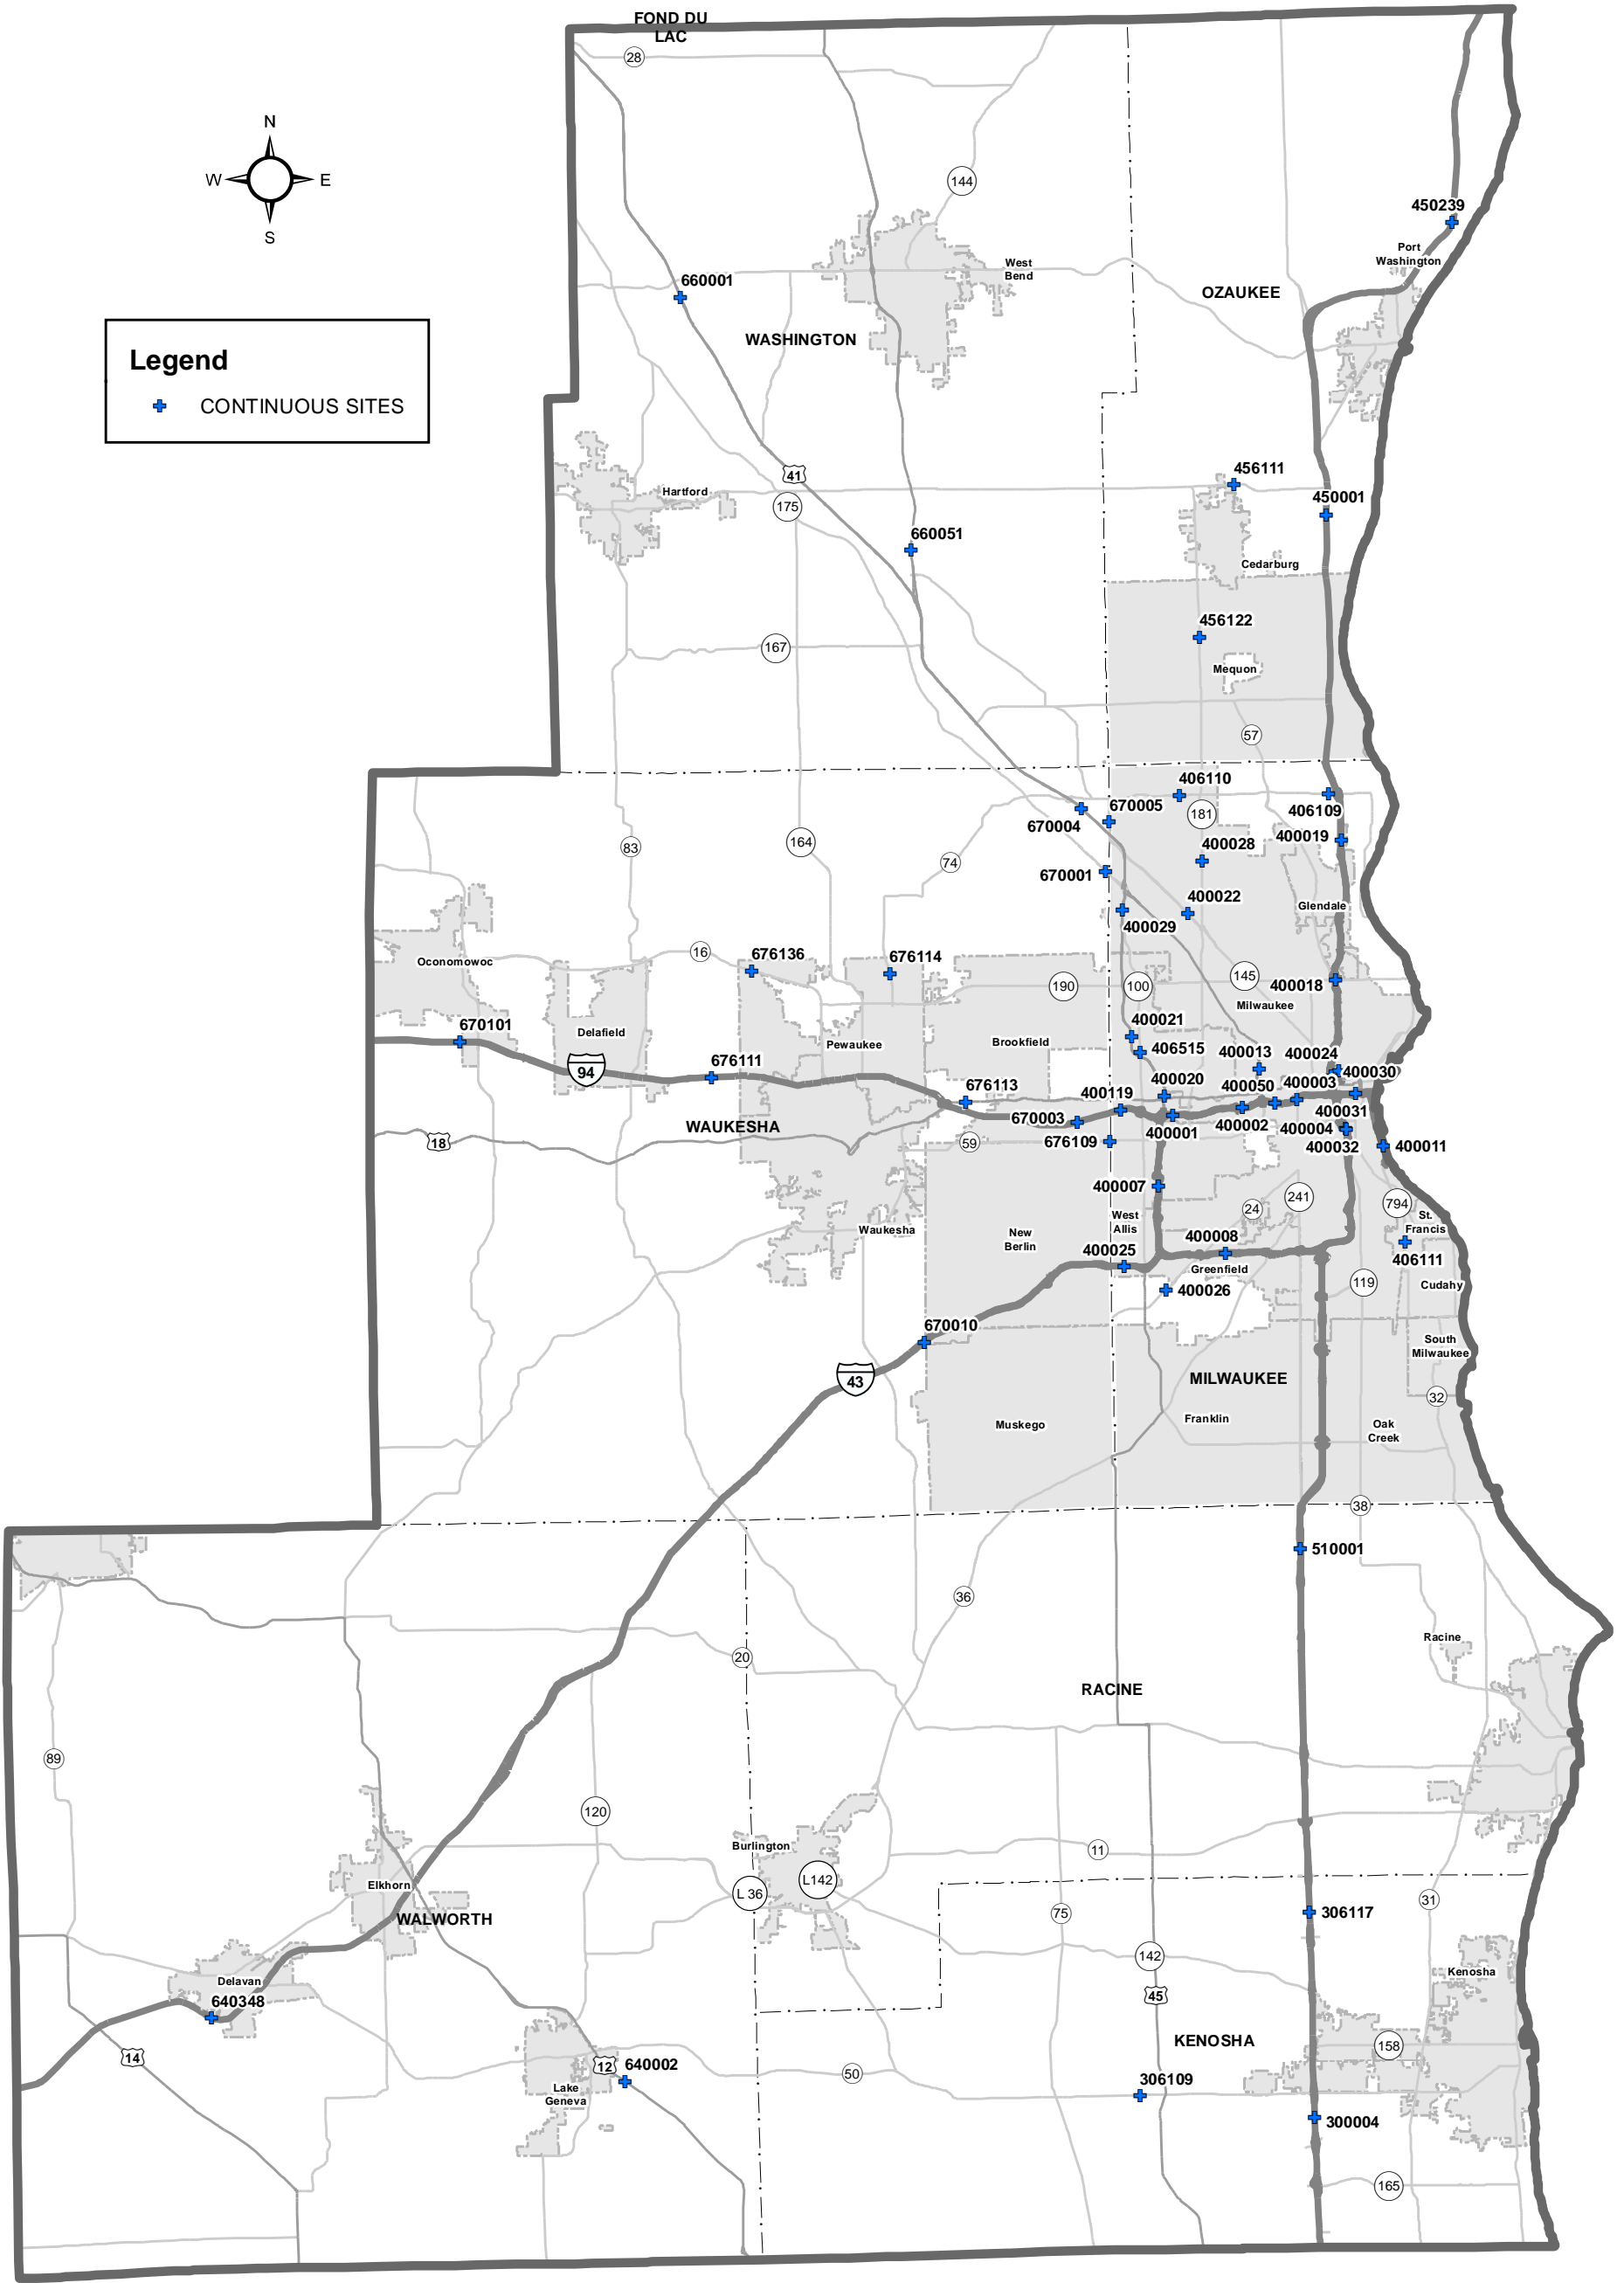 FOND DU
LAC
28
N
W
E
S
144
450239
Port
Washington
West
Bend
660001
OZAUKEE
WASHINGTON
Legend
CONTINUOUS SITES
41
456111
Hartford
450001
175
660051
Cedarburg
456122
167
Mequon
57
406110
670005
406109
181
670004
400019
83
164
400028
74
670001
400022
Glendale
400029
16
676136
676114
Oconomowoc
190
100
145
400018
Milwaukee
670101
400021
Delafield
Pewaukee
Brookfield
406515
400013
400024
94
676111
400030
400020
400050
400003
676113
400119
670003
400031
WAUKESHA
400002
400004
400001
18
59
676109
400032
400011
400007
241
794
24
West
Allis
St.
Francis
Waukesha
New
Berlin
400008
400025
406111
Greenfield
119
Cudahy
400026
670010
South
Milwaukee
43
MILWAUKEE
32
Muskego
Franklin
Oak
Creek
38
510001
36
Racine
20
RACINE
89
120
Burlington
11
L142
Elkhorn
L 36
31
WALWORTH
75
306117
142
Kenosha
Delavan
45
640348
KENOSHA
158
14
12
640002
50
306109
Lake
Geneva
300004
165